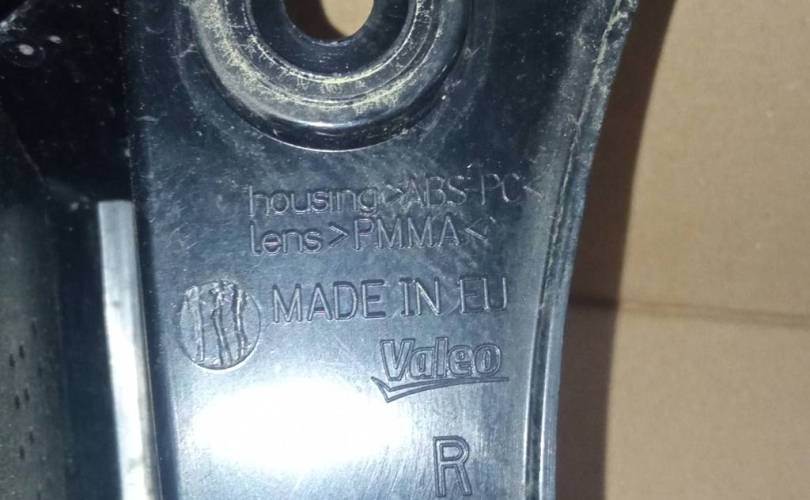 housing>ABS-PC<
lens>PMMA<
MADE IN EU
Valeo
R